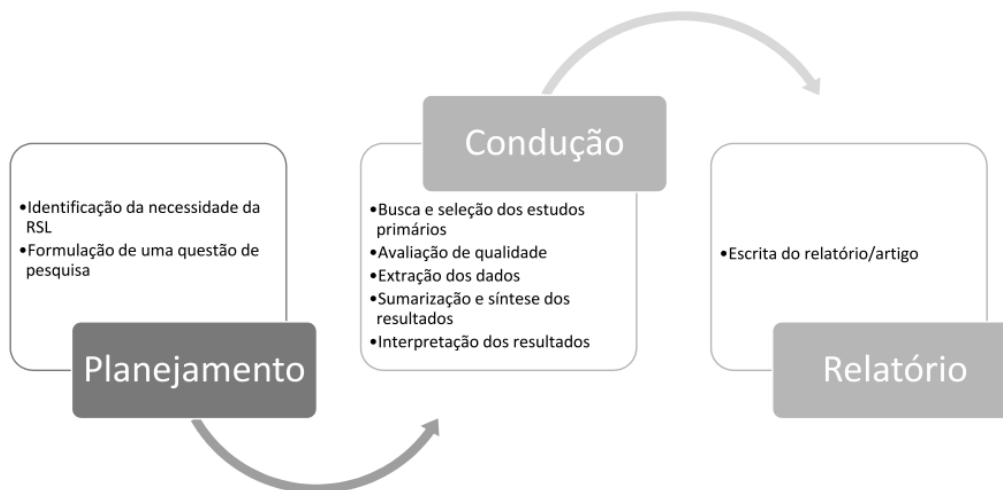 •Identificação da necessidade da
RSL
•Formulação de uma questão de
pesquisa
Planejamento
Condução
•Busca e seleção dos estudos
primários
•Avaliação de qualidade
•Extração dos dados
•Sumarização e síntese dos
resultados
•Interpretação dos resultados
•Escrita do relatório/artigo
Relatório